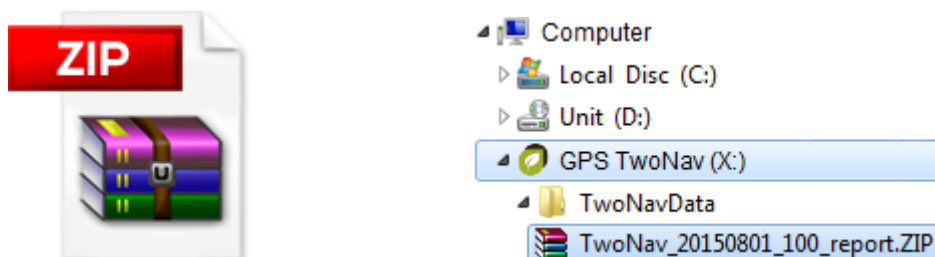 ZIP
U
Computer
Local Disc (C:)
Unit (D:)
GPS TwoNav (X:)
TwoNavData
TwoNav_20150801_100_report.ZIP